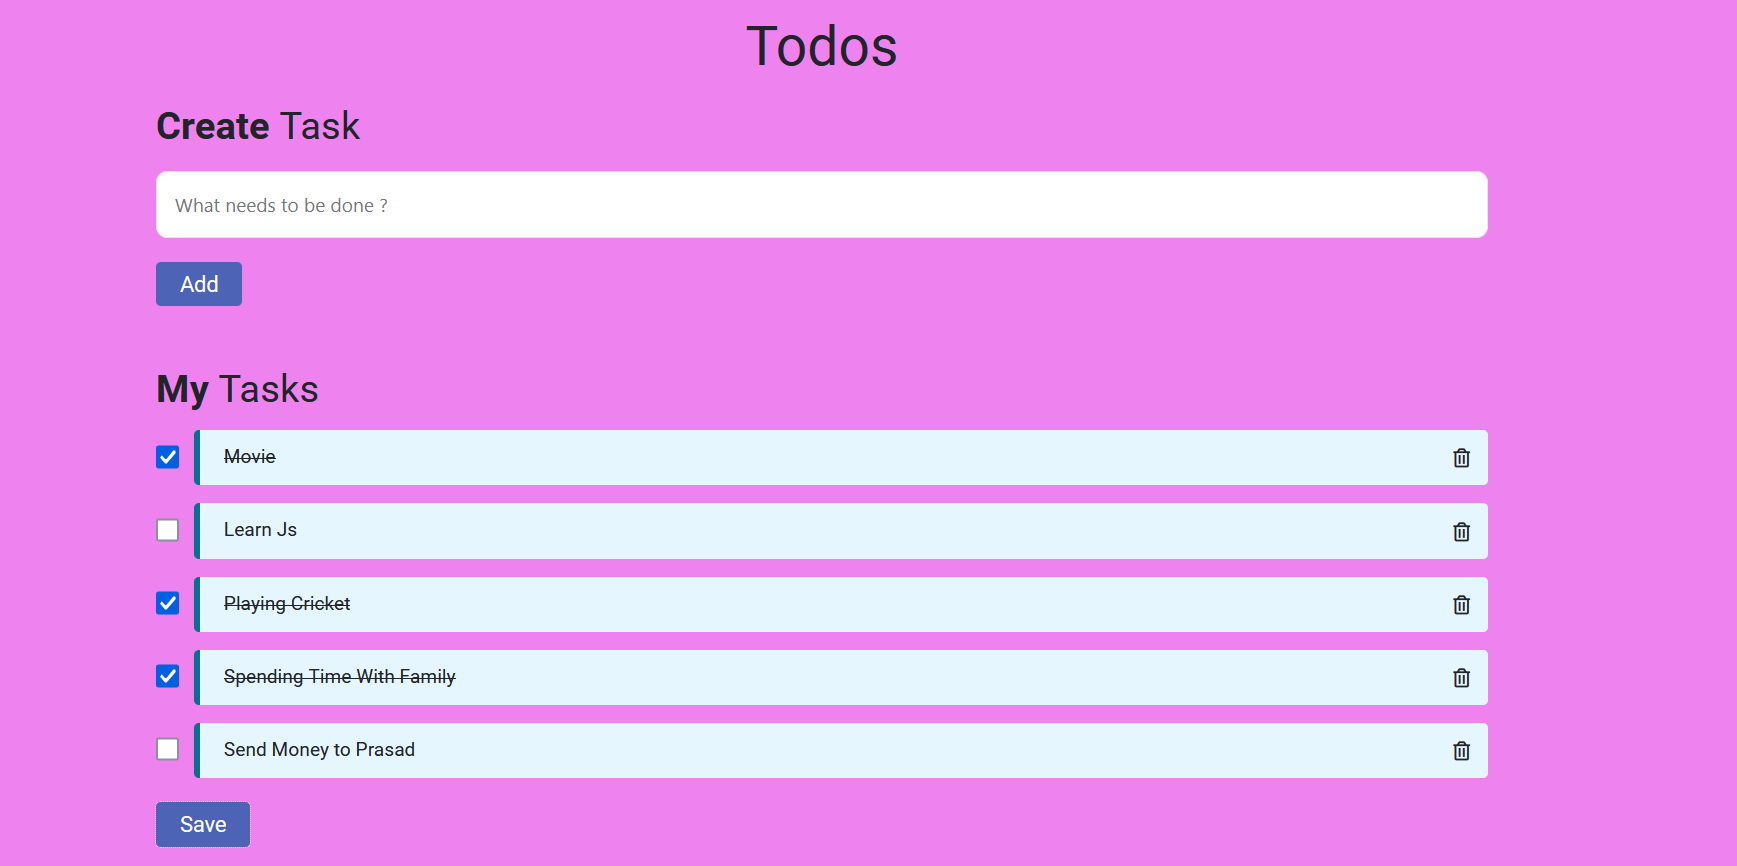 Todos
Create Task
What needs to be done ?
Add
My Tasks
Movie
Learn Js
Playing Cricket
Spending Time With Family
Send Money to Prasad
Save